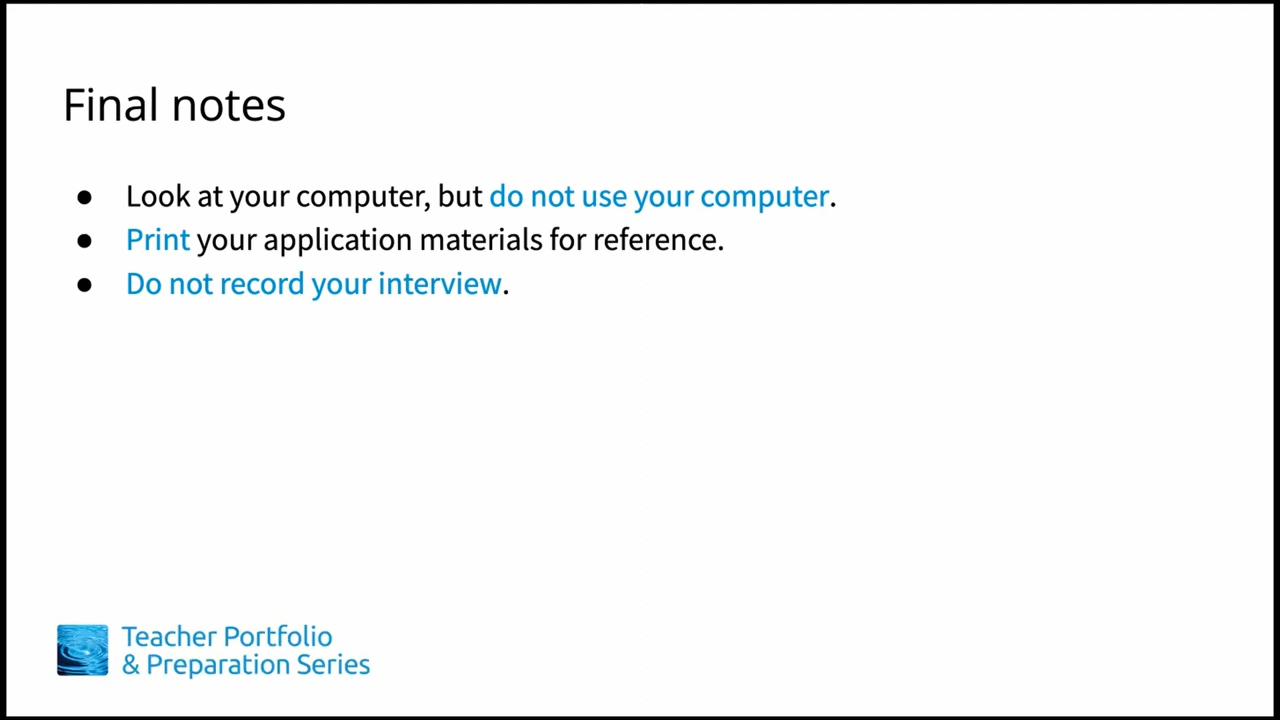 Final notes
● Look at your computer, but do not use your computer.
● Print your application materials for reference.
● Do not record your interview.
Teacher Portfolio
& Preparation Series